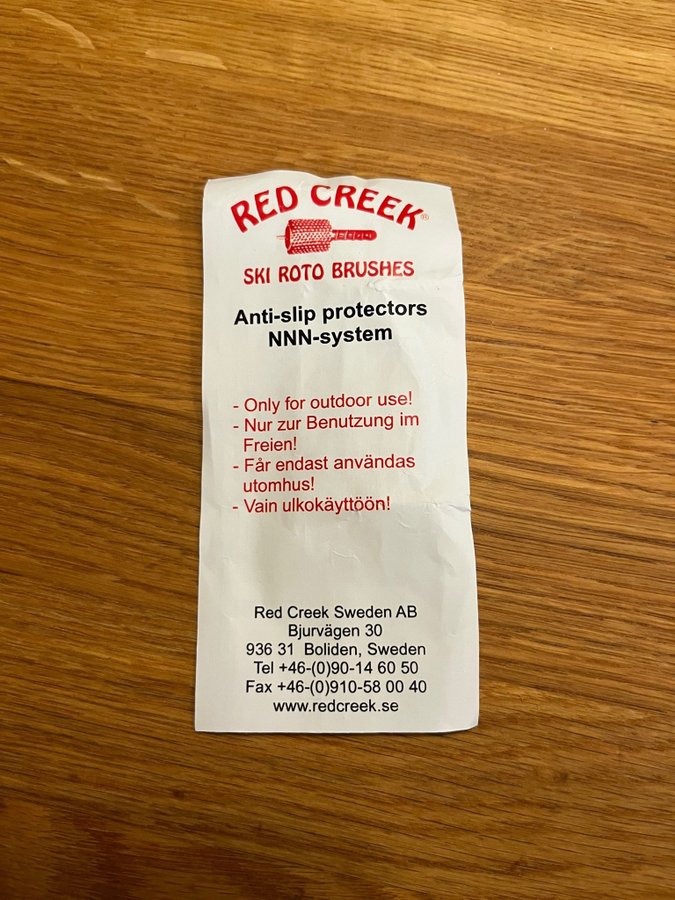 RED CREEK®
SKI ROTO BRUSHES
Anti-slip protectors
NNN-system
- Only for outdoor use!
- Nur zur Benutzung im
Freien!
- Får endast användas
utomhus!
- Vain ulkokäyttöön!
Red Creek Sweden AB
Bjurvägen 30
936 31 Boliden, Sweden
Tel +46-(0)90-14 60 50
Fax +46-(0)910-58 00 40
www.redcreek.se